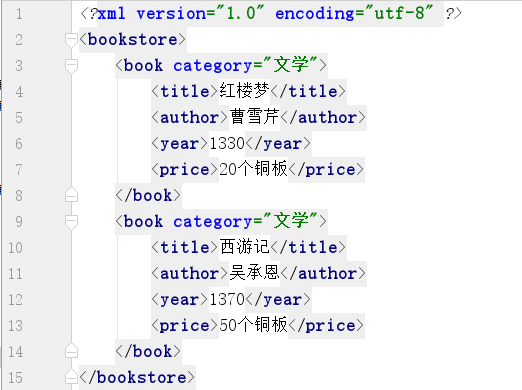 1 <?xml version="1.0" encoding="utf-8" ?>
2 <bookstore>
3 <book category="文学">
4 <title>红楼梦</title>
5 <author>曹雪芹</author>
6 <year>1330</year>
7 <price>20个铜板</price>
8 </book>
9 <book category="文学">
10 <title>西游记</title>
11 <author>吴承恩</author>
12 <year>1370</year>
13 <price>50个铜板</price>
14 </book>
15 </bookstore>